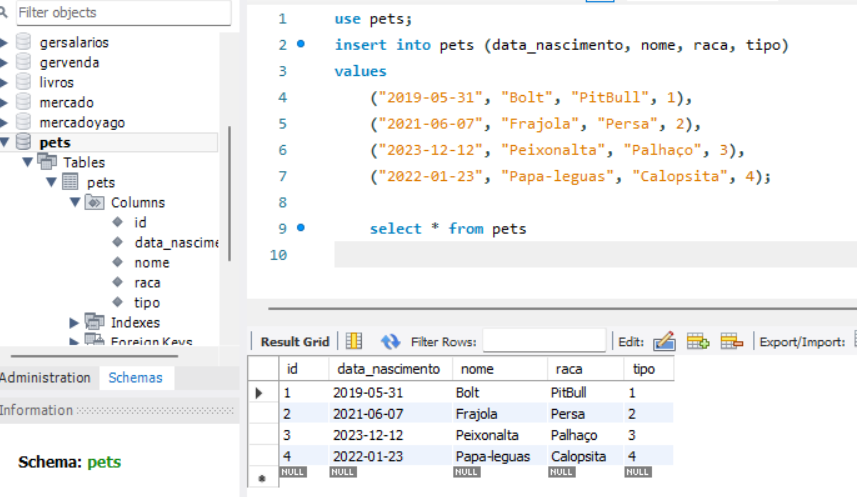 Filter objects
gersalarios
gervenda
livros
mercado
mercadoyago
pets
Tables
pets
Columns
id
data_nascime
nome
raca
tipo
Indexes
Foreign Keys
Administration Schemas
Information
Schema: pets
1 use pets;
2 insert into pets (data_nascimento, nome, raca, tipo)
3 values
4 ("2019-05-31", "Bolt", "PitBull", 1),
5 ("2021-06-07", "Frajola", "Persa", 2),
6 ("2023-12-12", "Peixonalta", "Palhaço", 3),
7 ("2022-01-23", "Papa-leguas", "Calopsita", 4);
8
9 select * from pets
10
Result Grid Filter Rows: Edit: Export/Import:
id data_nascimento nome raca tipo
1 2019-05-31 Bolt PitBull 1
2 2021-06-07 Frajola Persa 2
3 2023-12-12 Peixonalta Palhaço 3
4 2022-01-23 Papa-leguas Calopsita 4
NULL NULL NULL NULL NULL